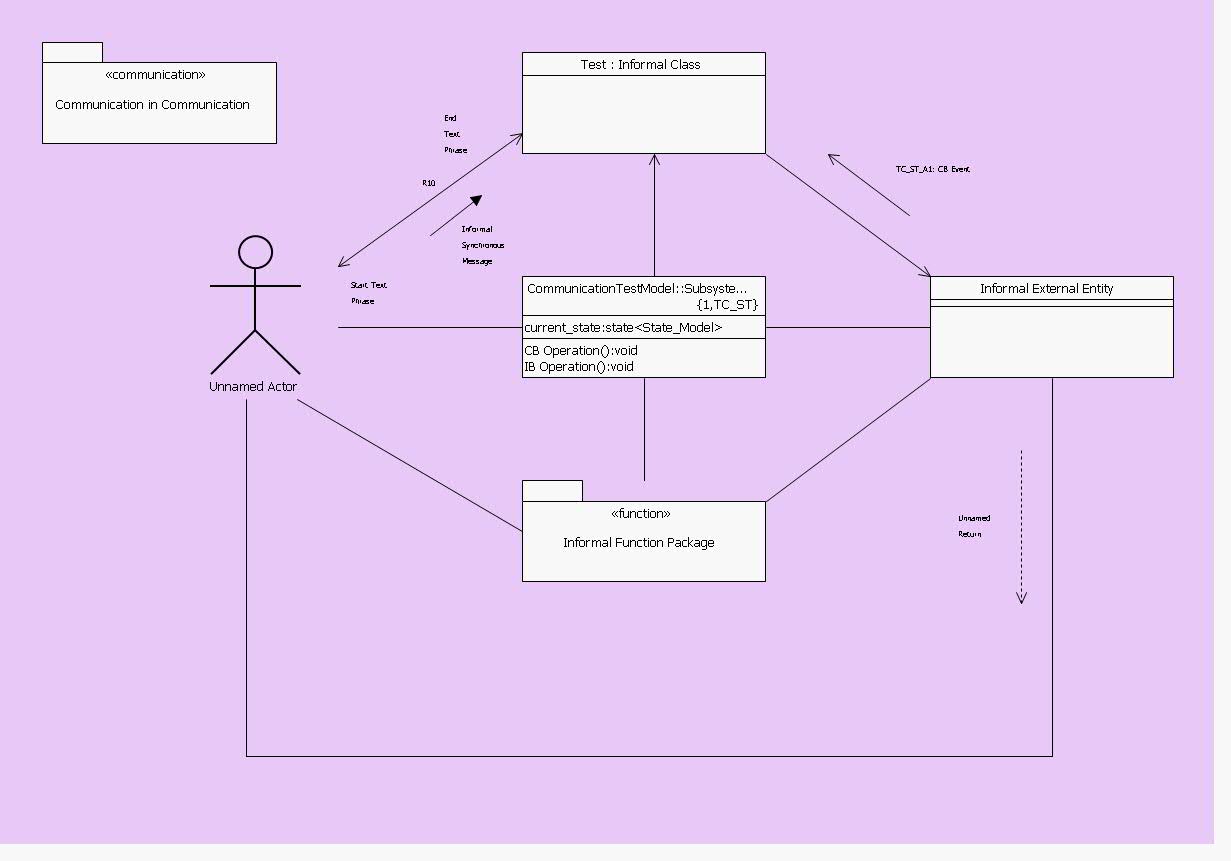 «communication»
Communication in Communication
Test : Informal Class
End
Text
Phrase
R10
TC_ST_A1: CB Event
Informal
Synchronous
Message
Start Text
Phrase
CommunicationTestModel::Subsyste...
{1,TC_ST}
current_state:state<State_Model>
CB Operation():void
IB Operation():void
Informal External Entity
Unnamed Actor
«function»
Informal Function Package
Unnamed
Return